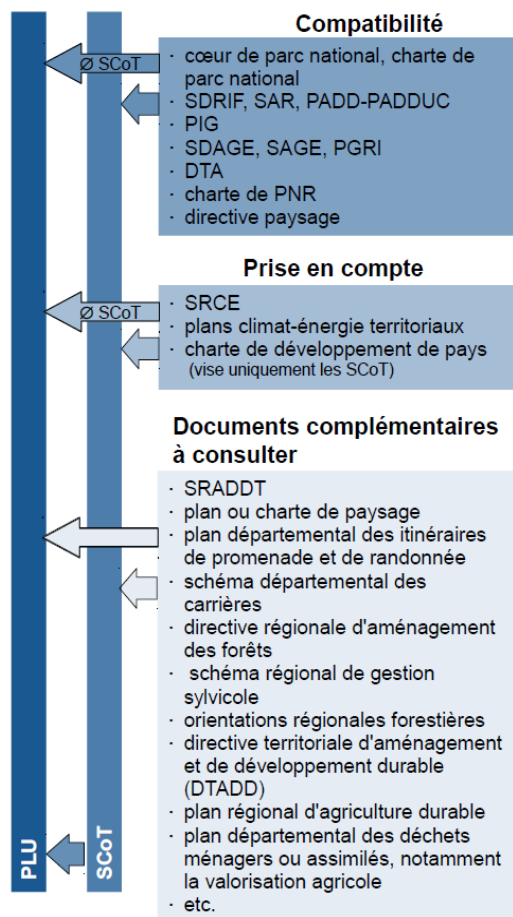 Compatibilité
Ø SCoT
· cœur de parc national, charte de
parc national
· SDRIF, SAR, PADD-PADDUC
· PIG
· SDAGE, SAGE, PGRI
· DTA
· charte de PNR
· directive paysage
Prise en compte
Ø SCoT
· SRCE
· plans climat-énergie territoriaux
· charte de développement de pays
(vise uniquement les SCoT)
Documents complémentaires
à consulter
· SRADDT
· plan ou charte de paysage
· plan départemental des itinéraires
de promenade et de randonnée
· schéma départemental des
carrières
· directive régionale d'aménagement
des forêts
· schéma régional de gestion
sylvicole
· orientations régionales forestières
· directive territoriale d'aménagement
et de développement durable
(DTADD)
· plan régional d'agriculture durable
· plan départemental des déchets
ménagers ou assimilés, notamment
la valorisation agricole
· etc.
PLU
SCoT